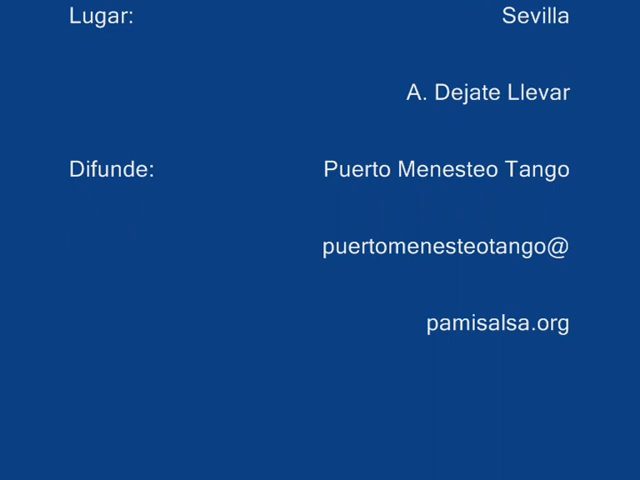 Lugar: Sevilla
A. Dejate Llevar
Difunde: Puerto Menesteo Tango
puertomenesteotango@
pamisalsa.org